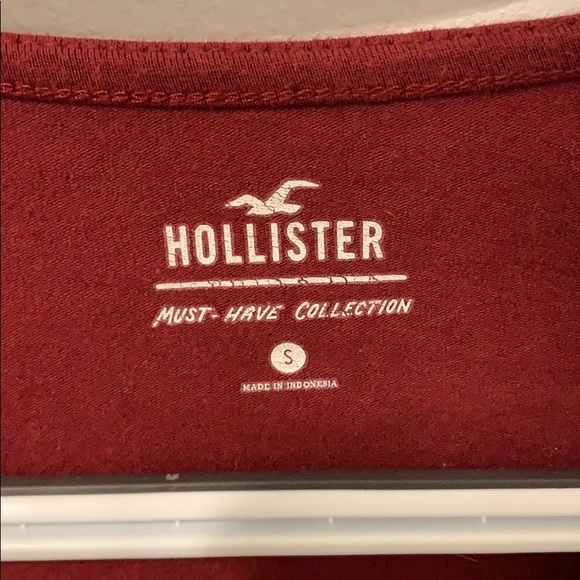 HOLLISTER
MUST-HAVE COLLECTION
S
MADE IN INDONESIA